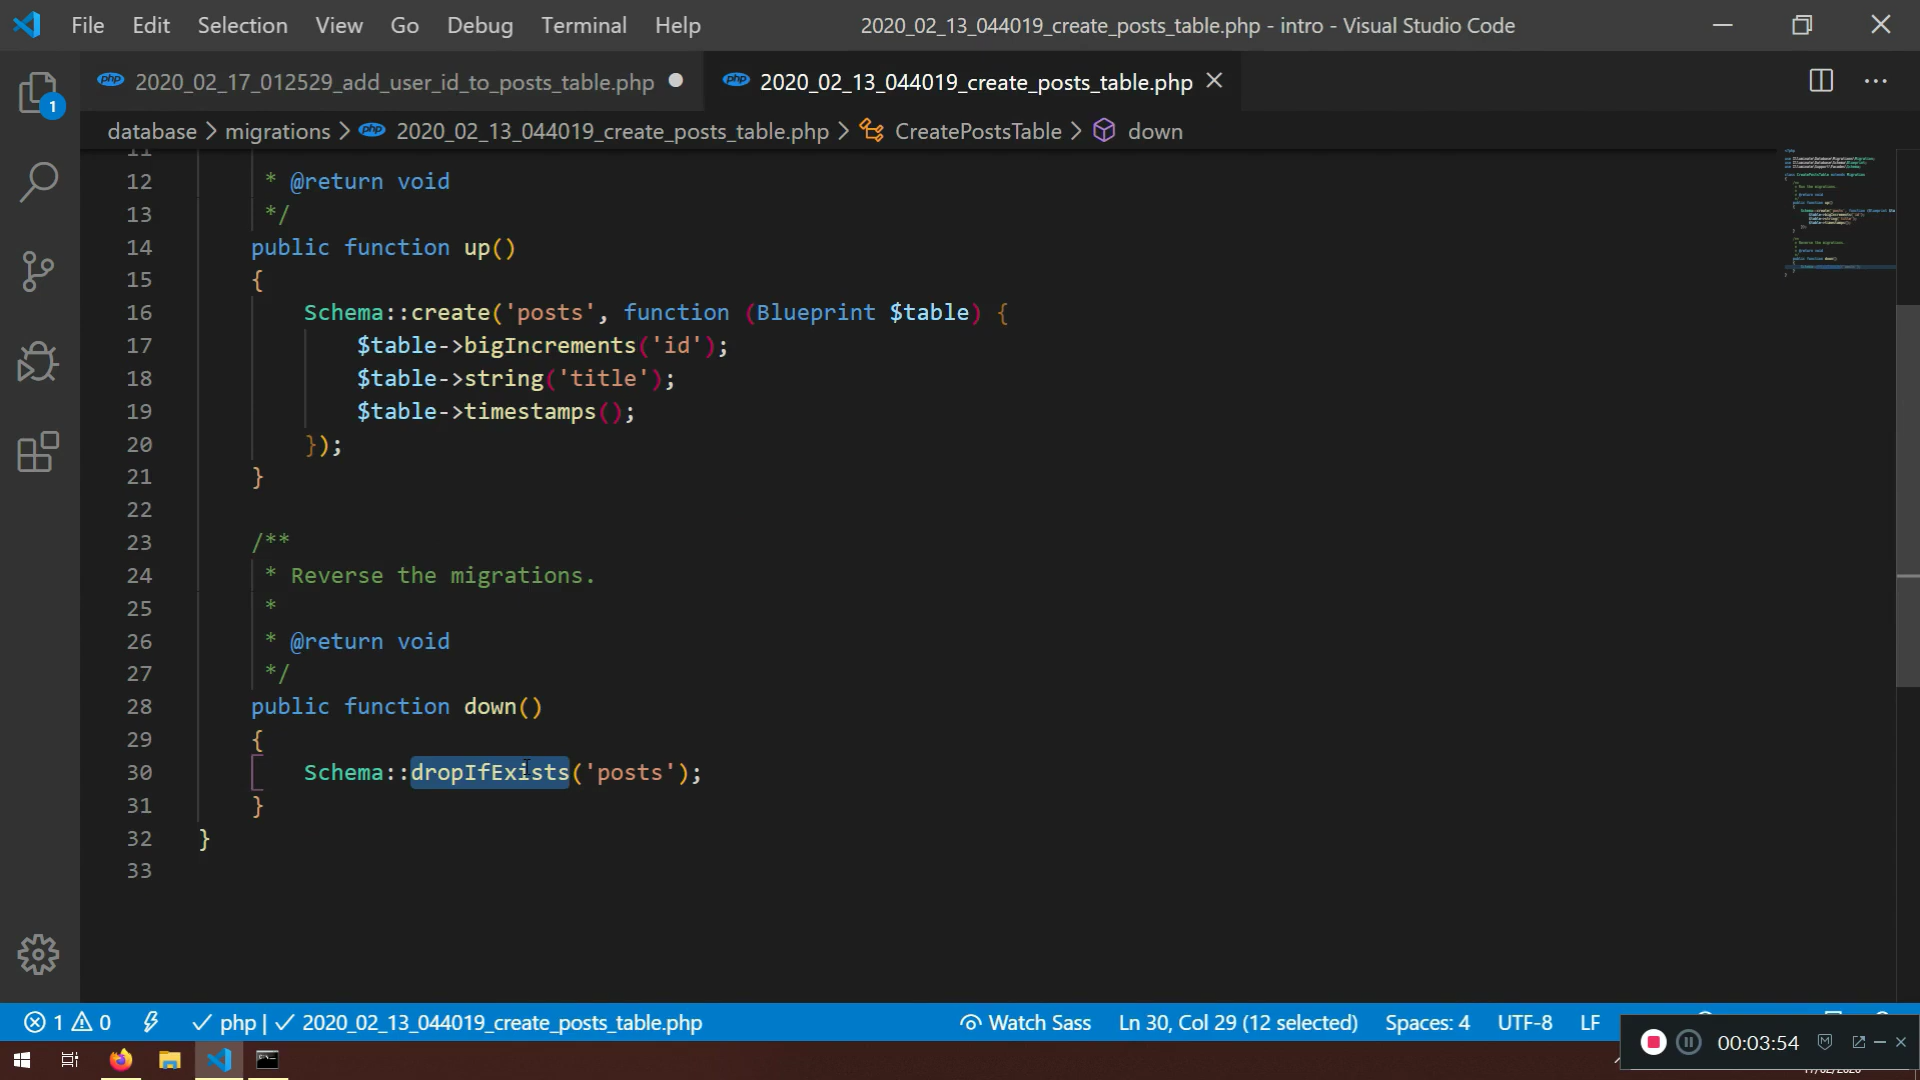 File Edit Selection View Go Debug Terminal Help 2020_02_13_044019_create_posts_table.php - intro - Visual Studio Code
php 2020_02_17_012529_add_user_id_to_posts_table.php php 2020_02_13_044019_create_posts_table.php
database > migrations > php 2020_02_13_044019_create_posts_table.php > CreatePostsTable > down
1
11
12 * @return void
13 */
14 public function up()
15 {
16 Schema::create('posts', function (Blueprint $table) {
17 $table->bigIncrements('id');
18 $table->string('title');
19 $table->timestamps();
20 });
21 }
22
23 /**
24 * Reverse the migrations.
25 *
26 * @return void
27 */
28 public function down()
29 {
30 Schema::dropIfExists('posts');
31 }
32 }
33
1 0 php | 2020_02_13_044019_create_posts_table.php Watch Sass Ln 30, Col 29 (12 selected) Spaces: 4 UTF-8 LF
00:03:54